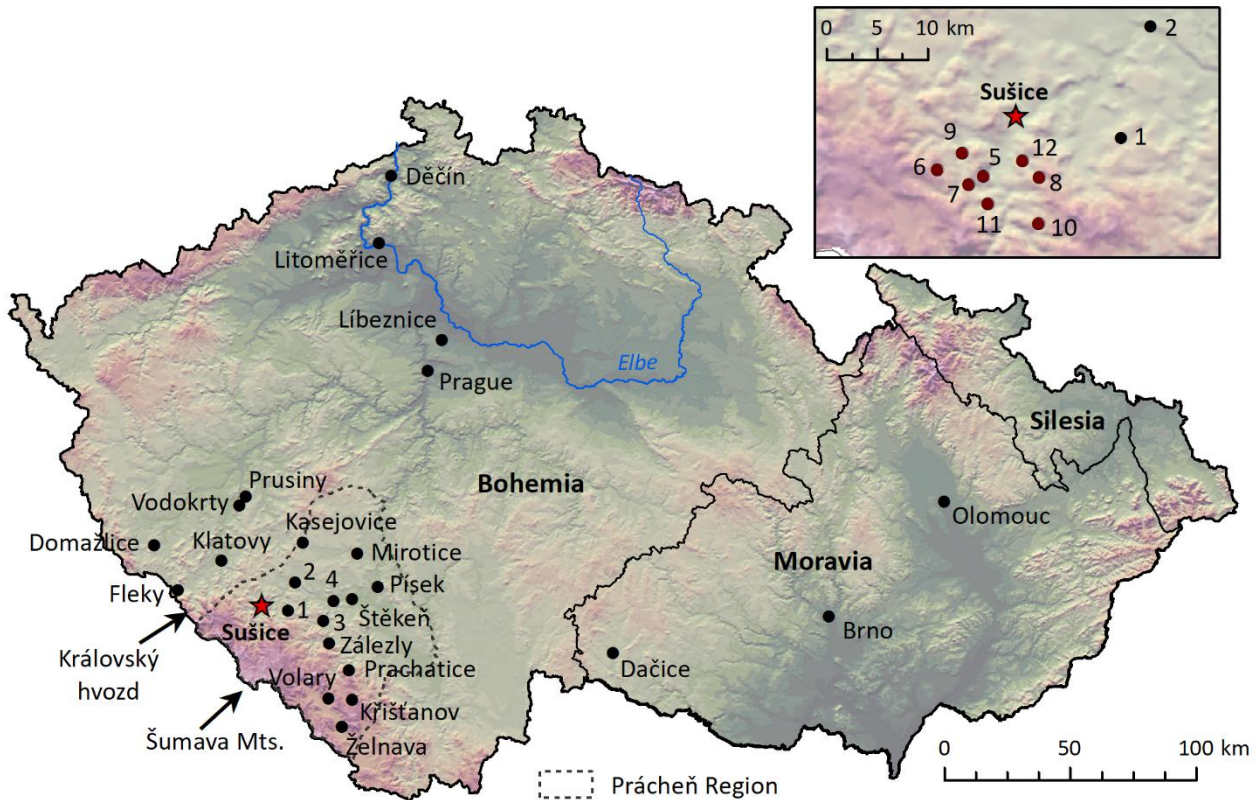 0 5 10 km
2
Sušice
1
9
5
12
6
8
7
11
10
Děčín
Litoměřice
Líbeznice
Elbe
Prague
Silesia
Bohemia
Prusiny
Vodokrty
Olomouc
Kasejovice
Domažlice
Klatovy
Mirotice
Moravia
2
4
Písek
Fleky
1
Štěkeň
3
Sušice
Brno
Zálezly
Královský
hvozd
Prachatice
Dačice
Volary
Křišťanov
Šumava Mts.
Želnava
0 50 100 km
Prácheň Region